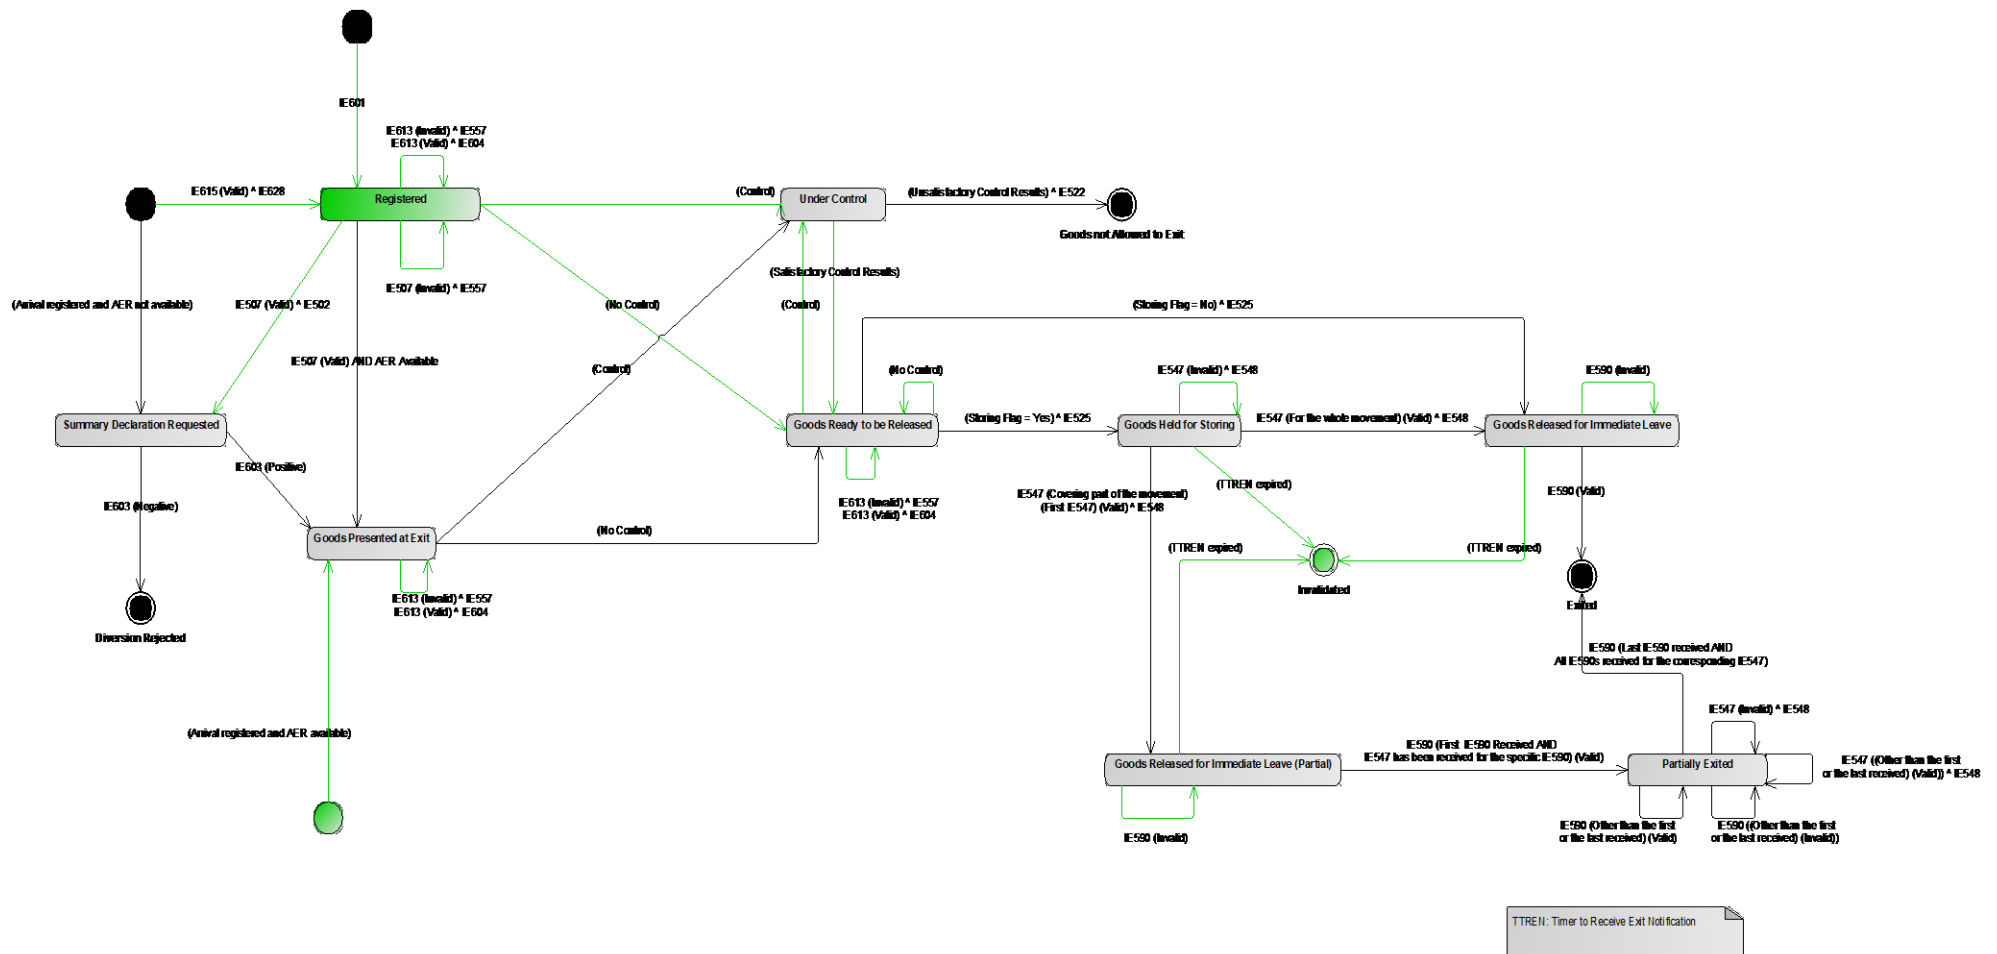 IE601
IE613 (Invalid) ^ IE557
IE613 (Valid) ^ IE604
IE615 (Valid) ^ IE628
Registered
(Control)
Under Control
(Unsatisfactory Control Results) ^ IE522
Goods not Allowed to Exit
(Satisfactory Control Results)
IE507 (Invalid) ^ IE557
(Arrival registered and AER not available)
IE507 (Valid) ^ IE502
(No Control)
(Control)
(Storing Flag = No) ^ IE525
IE507 (Valid) AND AER Available
(Control)
(No Control)
IE547 (Invalid) ^ IE548
IE590 (Invalid)
Summary Declaration Requested
Goods Ready to be Released
(Storing Flag = Yes) ^ IE525
Goods Held for Storing
IE547 (For the whole movement) (Valid) ^ IE548
Goods Released for Immediate Leave
IE603 (Positive)
IE603 (Negative)
IE613 (Invalid) ^ IE557
IE613 (Valid) ^ IE604
IE547 (Covering part of the movement)
(First IE547) (Valid) ^ IE548
(TTREN expired)
IE590 (Valid)
Goods Presented at Exit
(No Control)
(TTREN expired)
(TTREN expired)
Invalidated
Exited
IE613 (Invalid) ^ IE557
IE613 (Valid) ^ IE604
Diversion Rejected
IE590 (Last IE590 received AND
All IE590s received for the corresponding IE547)
IE547 (Invalid) ^ IE548
(Arrival registered and AER available)
IE590 (First IE590 Received AND
IE547 has been received for the specific IE590) (Valid)
Goods Released for Immediate Leave (Partial)
Partially Exited
IE547 ((Other than the first
or the last received) (Valid)) ^ IE548
IE590 (Invalid)
IE590 (Other than the first
or the last received) (Valid)
IE590 ((Other than the first
or the last received) (Invalid))
TTREN: Timer to Receive Exit Notification